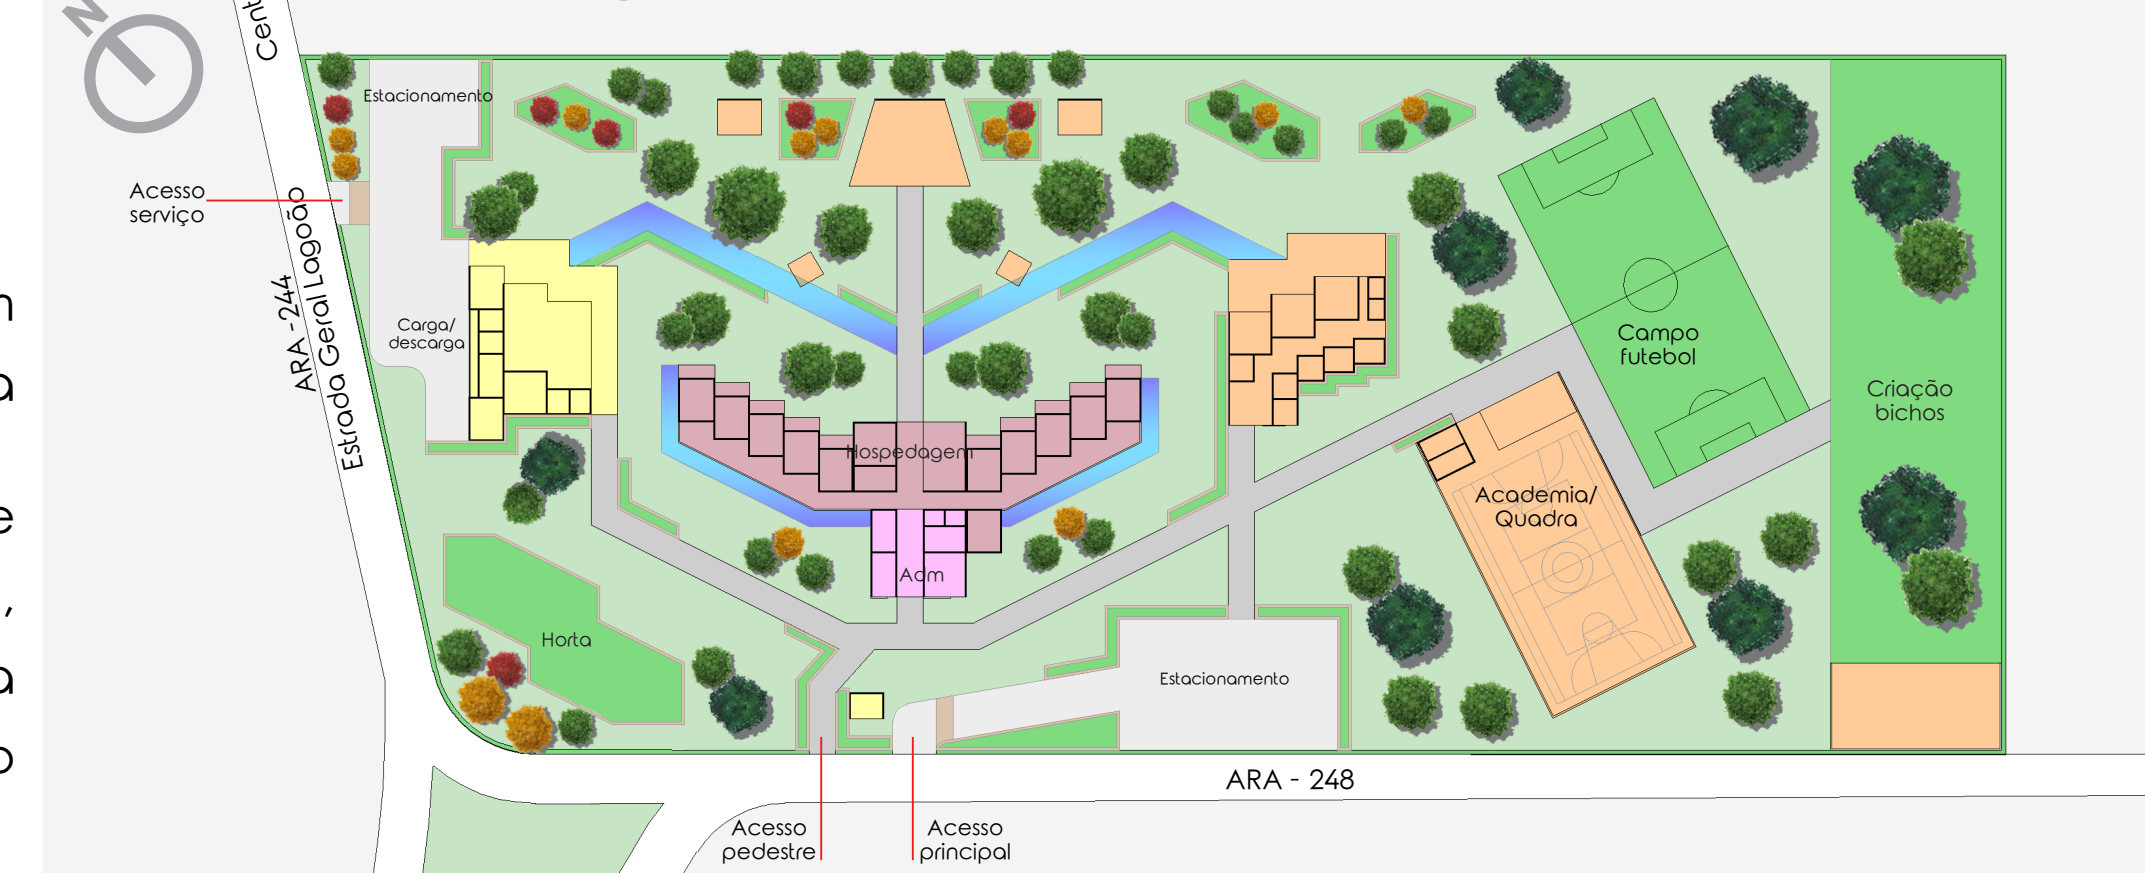 N
Cent
Estacionamento
Acesso
serviço
ARA - 244
Estrada Geral Lagoão
Carga/
descarga
Campo
futebol
Criação
bichos
Hospedagem
Academia/
Quadra
Adm
Horta
Estacionamento
ARA - 248
Acesso
pedestre
Acesso
principal
m
a
e
,
a
o